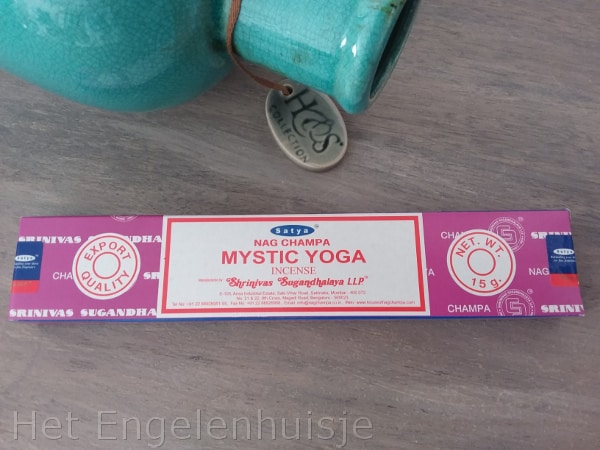 H&S
COLLECTION
Satya
NAG CHAMPA
MYSTIC YOGA
INCENSE
Shrinivas Sugandhalaya LLP
SRINIVAS SUGANDHA
EXPORT
QUALITY
CHAMPA
NAG
NET. WT.
15 g.
SRINIVAS SUGANDHA
CHAMPA
SRINI
Het Engelenhuisje